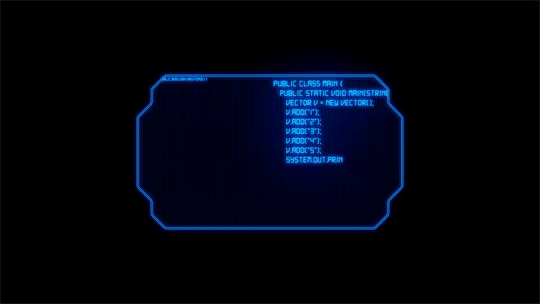 PUBLIC CLASS MAIN {
PUBLIC STATIC VOID MAIN(STRING
VECTOR V = NEW VECTOR();
V.ADD("1");
V.ADD("2");
V.ADD("3");
V.ADD("4");
V.ADD("5");
SYSTEM.OUT.PRIN